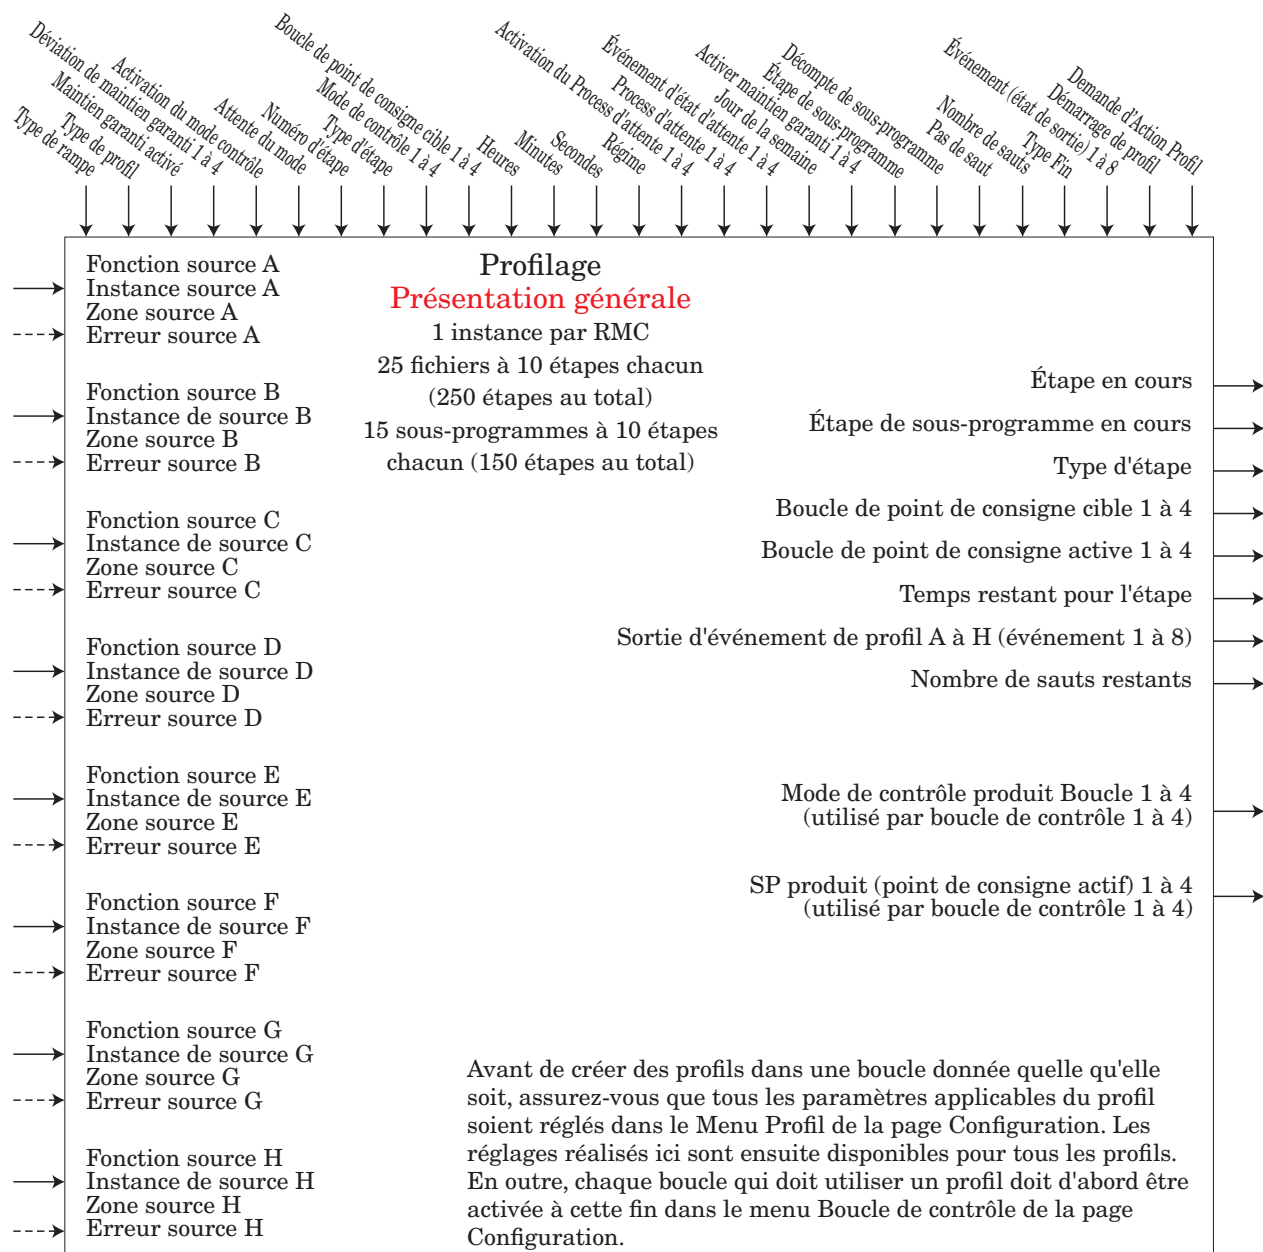 Type de rampe
Type de profil
Maintien garanti activé
Déviation de maintien garanti 1 à 4
Activation du mode contrôle
Attente du mode
Numéro d'étape
Type d'étape
Mode de contrôle 1 à 4
Boucle de point de consigne cible 1 à 4
Heures
Minutes
Secondes
Régime
Activation du Process d'attente 1 à 4
Process d'attente 1 à 4
Événement d'état d'attente 1 à 4
Jour de la semaine
Activer maintien garanti 1 à 4
Étape de sous-programme
Décompte de sous-programme
Pas de saut
Nombre de sauts
Type Fin
Événement (état de sortie) 1 à 8
Démarrage de profil
Demande d'Action Profil
Profilage
Présentation générale
1 instance par RMC
25 fichiers à 10 étapes chacun
(250 étapes au total)
15 sous-programmes à 10 étapes
chacun (150 étapes au total)
Fonction source A
Instance source A
Zone source A
Erreur source A
Fonction source B
Instance de source B
Zone source B
Erreur source B
Fonction source C
Instance de source C
Zone source C
Erreur source C
Fonction source D
Instance de source D
Zone source D
Erreur source D
Fonction source E
Instance de source E
Zone source E
Erreur source E
Fonction source F
Instance de source F
Zone source F
Erreur source F
Fonction source G
Instance de source G
Zone source G
Erreur source G
Fonction source H
Instance de source H
Zone source H
Erreur source H
Étape en cours
Étape de sous-programme en cours
Type d'étape
Boucle de point de consigne cible 1 à 4
Boucle de point de consigne active 1 à 4
Temps restant pour l'étape
Sortie d'événement de profil A à H (événement 1 à 8)
Nombre de sauts restants
Mode de contrôle produit Boucle 1 à 4
(utilisé par boucle de contrôle 1 à 4)
SP produit (point de consigne actif) 1 à 4
(utilisé par boucle de contrôle 1 à 4)
Avant de créer des profils dans une boucle donnée quelle qu'elle
soit, assurez-vous que tous les paramètres applicables du profil
soient réglés dans le Menu Profil de la page Configuration. Les
réglages réalisés ici sont ensuite disponibles pour tous les profils.
En outre, chaque boucle qui doit utiliser un profil doit d'abord être
activée à cette fin dans le menu Boucle de contrôle de la page
Configuration.